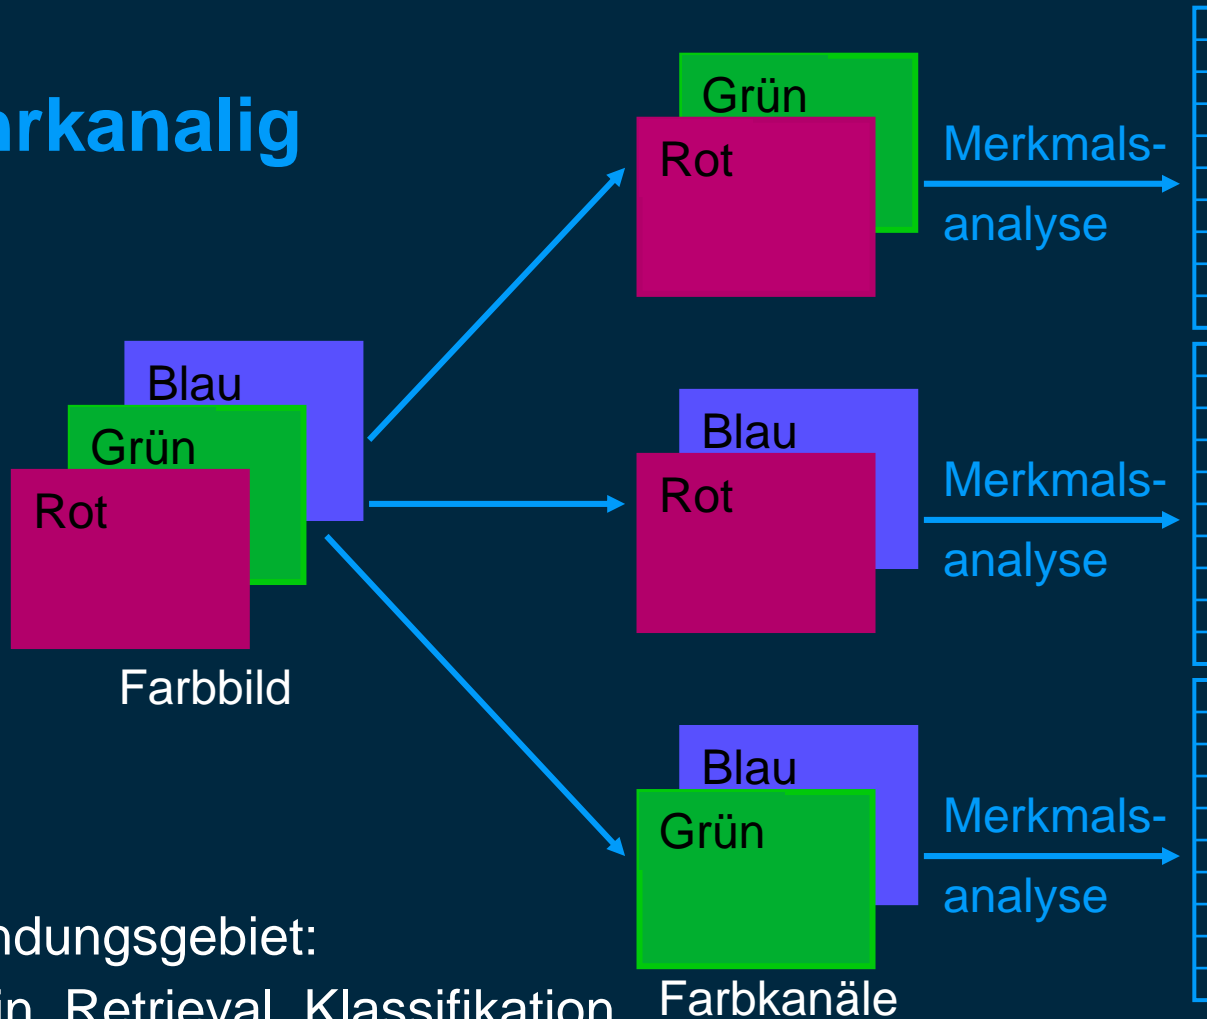 rkanalig
Grün
Rot
Merkmals-
analyse
Blau
Grün
Rot
Farbbild
Blau
Rot
Merkmals-
analyse
Blau
Grün
Merkmals-
analyse
ndungsgebiet:
in, Retrieval, Klassifikation
Farbkanäle